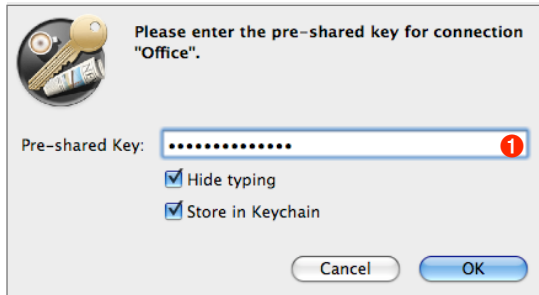 Please enter the pre-shared key for connection
"Office".
Pre-shared Key: •••••••••••••• 1
Hide typing
Store in Keychain
Cancel OK